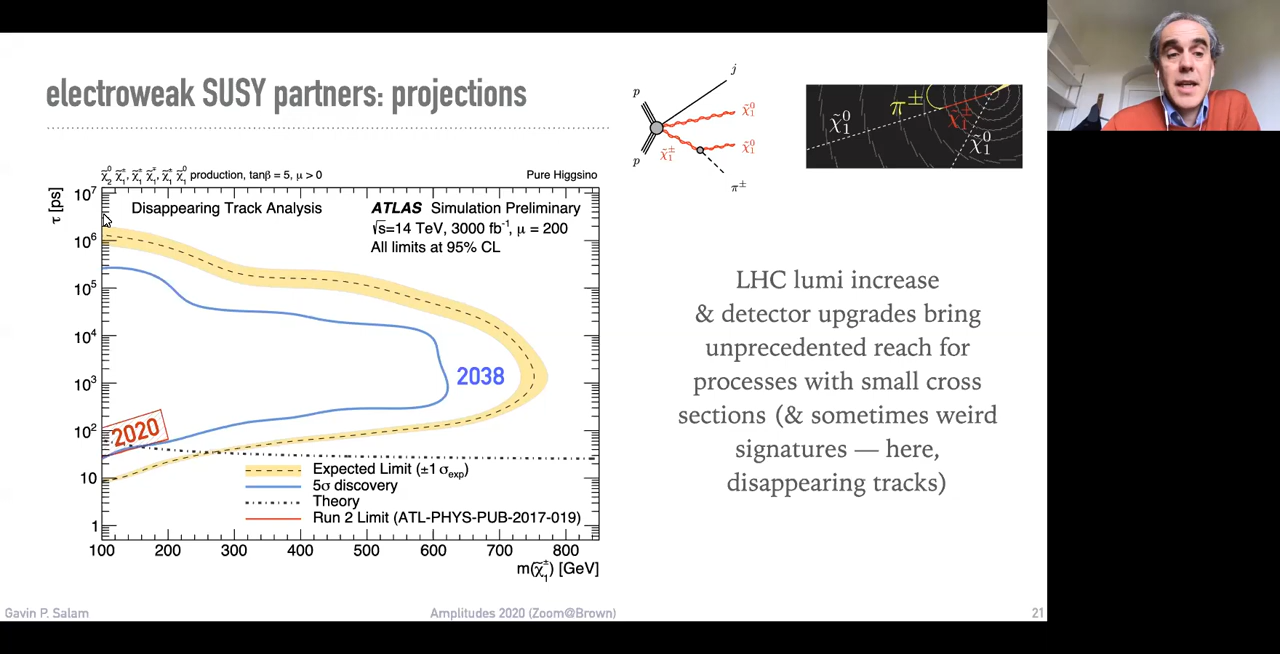 electroweak SUSY partners: projections
p
p
j
χ̃₁⁰
χ̃₁⁰
χ̃₁±
π±
χ̃₁⁰
π±
χ̃₁±
χ̃₁⁰
χ̃₂⁰ χ̃₁±, χ̃₁± χ̃₁∓, χ̃₁± χ̃₁⁰ production, tanβ = 5, μ > 0
Pure Higgsino
τ [ps]
Disappearing Track Analysis
ATLAS Simulation Preliminary
√s=14 TeV, 3000 fb⁻¹, μ = 200
All limits at 95% CL
10⁷
10⁶
10⁵
10⁴
10³
10²
10
1
2038
2020
Expected Limit (±1 σexp)
5σ discovery
Theory
Run 2 Limit (ATL-PHYS-PUB-2017-019)
100 200 300 400 500 600 700 800
m(χ̃₁±) [GeV]
LHC lumi increase
& detector upgrades bring
unprecedented reach for
processes with small cross
sections (& sometimes weird
signatures — here,
disappearing tracks)
Gavin P. Salam
Amplitudes 2020 (Zoom@Brown)
21